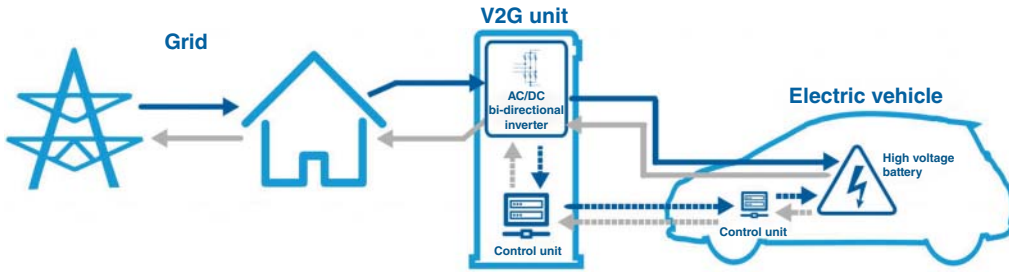 V2G unit
Grid
AC/DC
bi-directional
inverter
Electric vehicle
High voltage
battery
Control unit
Control unit